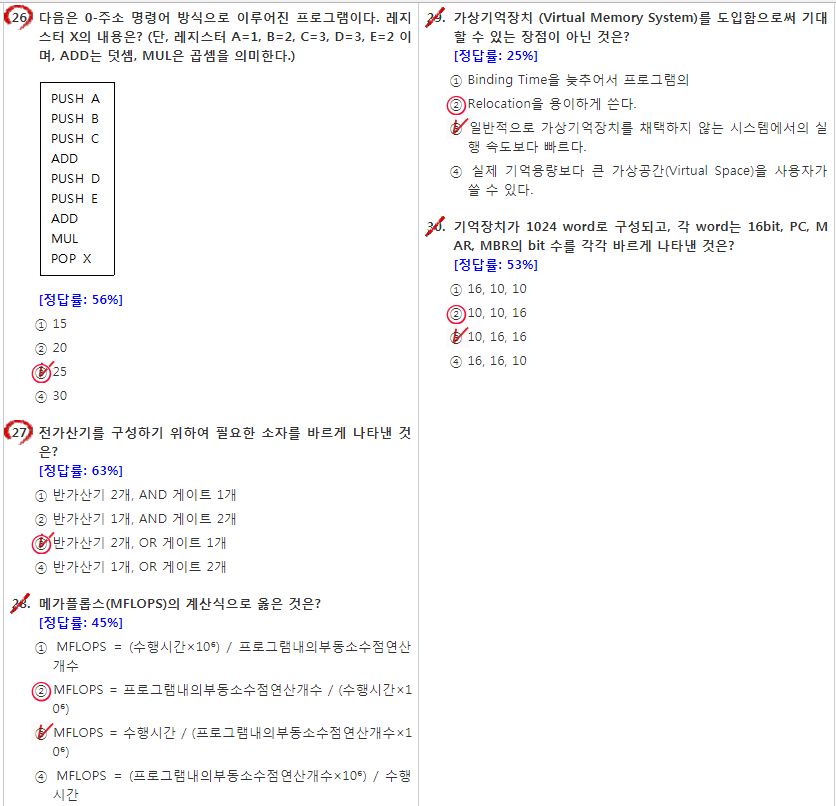 26. 다음은 0-주소 명령어 방식으로 이루어진 프로그램이다. 레지
스터 X의 내용은? (단, 레지스터 A=1, B=2, C=3, D=3, E=2 이
며, ADD는 덧셈, MUL은 곱셈을 의미한다.)
PUSH A
PUSH B
PUSH C
ADD
PUSH D
PUSH E
ADD
MUL
POP X
[정답률: 56%]
① 15
② 20
③ 25
④ 30
27. 전가산기를 구성하기 위하여 필요한 소자를 바르게 나타낸 것
은?
[정답률: 63%]
① 반가산기 2개, AND 게이트 1개
② 반가산기 1개, AND 게이트 2개
③ 반가산기 2개, OR 게이트 1개
④ 반가산기 1개, OR 게이트 2개
28. 메가플롭스(MFLOPS)의 계산식으로 옳은 것은?
[정답률: 45%]
① MFLOPS = (수행시간×10⁶) / 프로그램내의부동소수점연산
개수
② MFLOPS = 프로그램내의부동소수점연산개수 / (수행시간×1
0⁶)
③ MFLOPS = 수행시간 / (프로그램내의부동소수점연산개수×1
0⁶)
④ MFLOPS = (프로그램내의부동소수점연산개수×10⁶) / 수행
시간
29. 가상기억장치 (Virtual Memory System)를 도입함으로써 기대
할 수 있는 장점이 아닌 것은?
[정답률: 25%]
① Binding Time을 늦추어서 프로그램의
② Relocation을 용이하게 쓴다.
③ 일반적으로 가상기억장치를 채택하지 않는 시스템에서의 실
행 속도보다 빠르다.
④ 실제 기억용량보다 큰 가상공간(Virtual Space)을 사용자가
쓸 수 있다.
30. 기억장치가 1024 word로 구성되고, 각 word는 16bit, PC, M
AR, MBR의 bit 수를 각각 바르게 나타낸 것은?
[정답률: 53%]
① 16, 10, 10
② 10, 10, 16
③ 10, 16, 16
④ 16, 16, 10